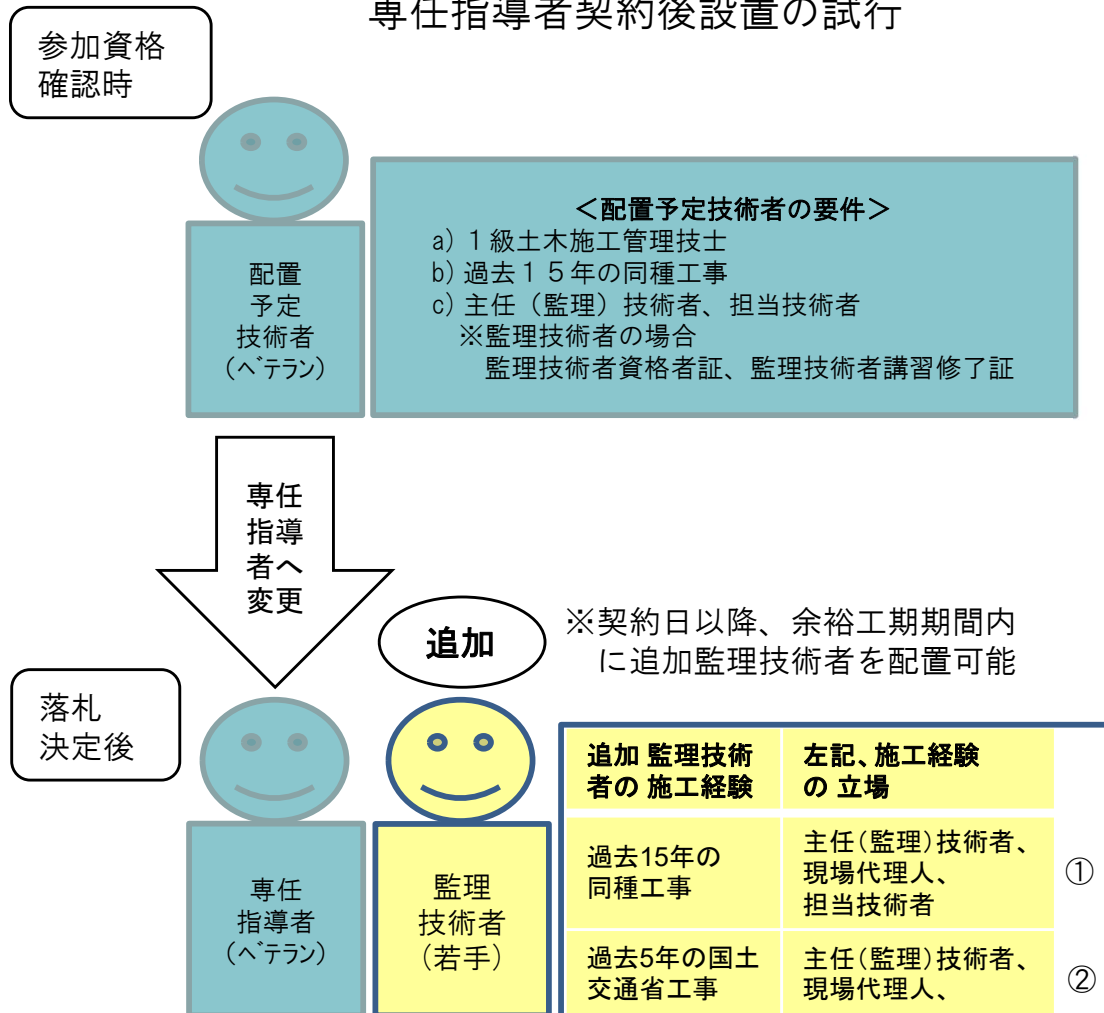 専任指導者契約後設置の試行
参加資格
確認時
<配置予定技術者の要件>
a) １級土木施工管理技士
b) 過去１５年の同種工事
c) 主任（監理）技術者、担当技術者
※監理技術者の場合
監理技術者資格者証、監理技術者講習修了証
配置
予定
技術者
(ﾍﾞﾃﾗﾝ)
専任
指導
者へ
変更
追加
※契約日以降、余裕工期期間内
に追加監理技術者を配置可能
落札
決定後
専任
指導者
(ﾍﾞﾃﾗﾝ)
監理
技術者
(若手)
追加 監理技術
者の 施工経験
左記、施工経験
の 立場
過去15年の
同種工事
主任(監理)技術者、
現場代理人、
担当技術者
①
過去5年の国土
交通省工事
主任(監理)技術者、
現場代理人、
②